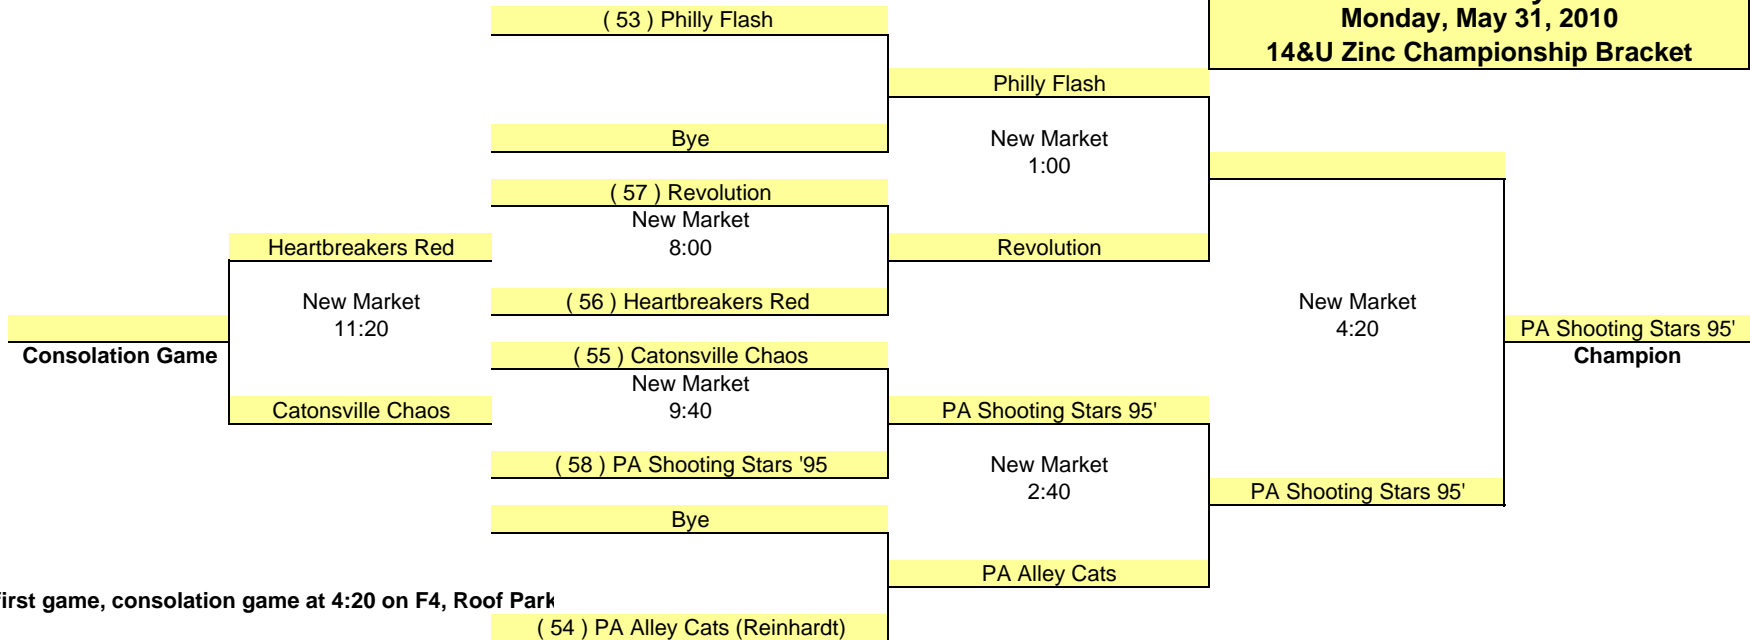 ( 53 ) Philly Flash
Monday, May 31, 2010
14&U Zinc Championship Bracket
Philly Flash
Bye
New Market
1:00
( 57 ) Revolution
New Market
8:00
Heartbreakers Red
Revolution
New Market
11:20
( 56 ) Heartbreakers Red
New Market
4:20
PA Shooting Stars 95'
Consolation Game
Champion
( 55 ) Catonsville Chaos
New Market
9:40
Catonsville Chaos
PA Shooting Stars 95'
( 58 ) PA Shooting Stars '95
New Market
2:40
PA Shooting Stars 95'
Bye
PA Alley Cats
first game, consolation game at 4:20 on F4, Roof Park
( 54 ) PA Alley Cats (Reinhardt)